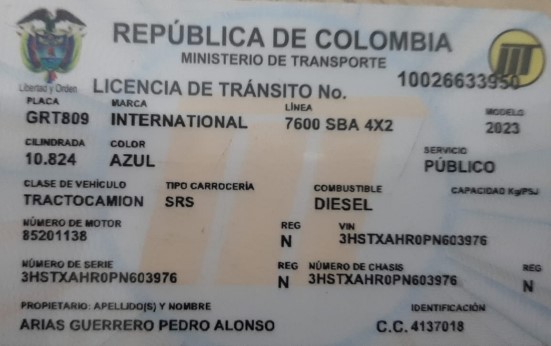 REPÚBLICA DE COLOMBIA
MINISTERIO DE TRANSPORTE
Libertad y Orden
LICENCIA DE TRÁNSITO No. 10026633950
PLACA MARCA LÍNEA MODELO
GRT809 INTERNATIONAL 7600 SBA 4X2 2023
CILINDRADA COLOR SERVICIO
10.824 AZUL PÚBLICO
CLASE DE VEHÍCULO TIPO CARROCERÍA COMBUSTIBLE CAPACIDAD Kg/PSJ
TRACTOCAMION SRS DIESEL
NÚMERO DE MOTOR REG VIN
85201138 N 3HSTXAHR0PN603976
NÚMERO DE SERIE REG NÚMERO DE CHASIS REG
3HSTXAHR0PN603976 N 3HSTXAHR0PN603976 N
PROPIETARIO: APELLIDO(S) Y NOMBRE IDENTIFICACIÓN
ARIAS GUERRERO PEDRO ALONSO C.C. 4137018